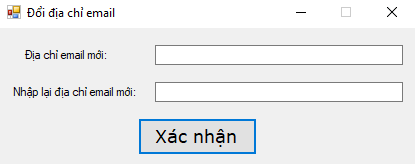 Đổi địa chỉ email
Địa chỉ email mới:
Nhập lại địa chỉ email mới:
Xác nhận